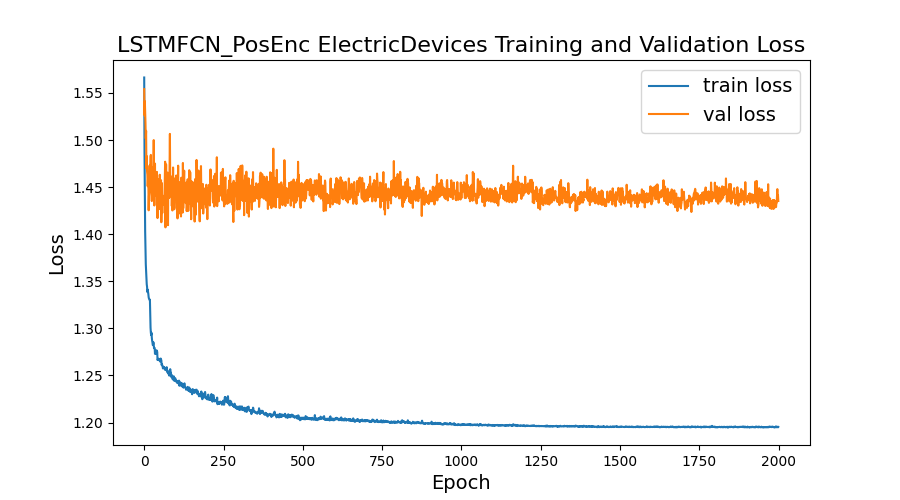 LSTMFCN_PosEnc ElectricDevices Training and Validation Loss
train loss
val loss
1.55
1.50
1.45
1.40
1.35
1.30
1.25
1.20
Loss
0 250 500 750 1000 1250 1500 1750 2000
Epoch